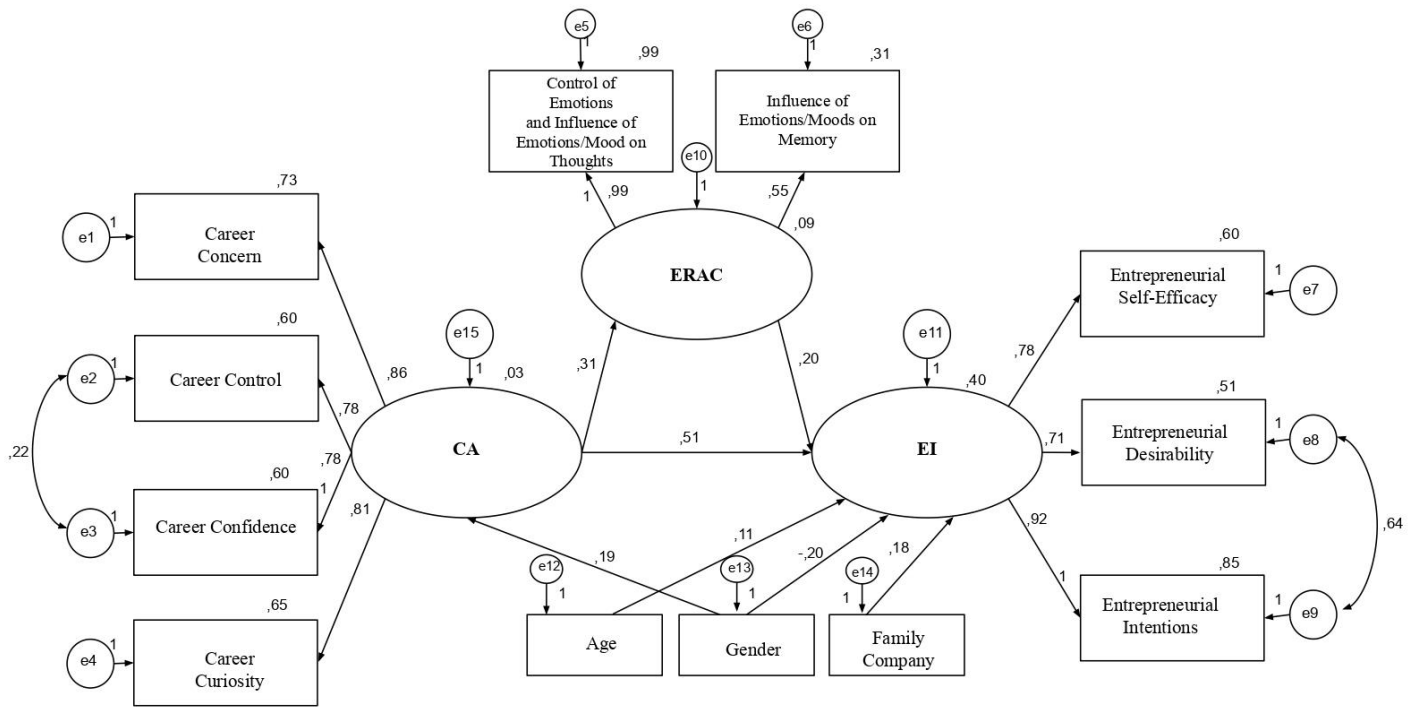 e5
1
,99
Control of
Emotions
and Influence of
Emotions/Mood on
Thoughts
e6
1
,31
Influence of
Emotions/Moods on
Memory
e10
1
1
,99
,55
,09
ERAC
,73
e1
1
Career
Concern
,60
e2
1
Career Control
,22
,60
e3
1
Career Confidence
,65
e4
1
Career
Curiosity
,86
,78
,78
1
,81
e15
1
,03
CA
,31
,20
,51
e11
1
,40
EI
,11
,19
-,20
,18
e12
1
Age
e13
1
Gender
e14
1
Family
Company
,78
,71
,92
1
,60
Entrepreneurial
Self-Efficacy
1
e7
,51
Entrepreneurial
Desirability
1
e8
,64
,85
Entrepreneurial
Intentions
1
e9